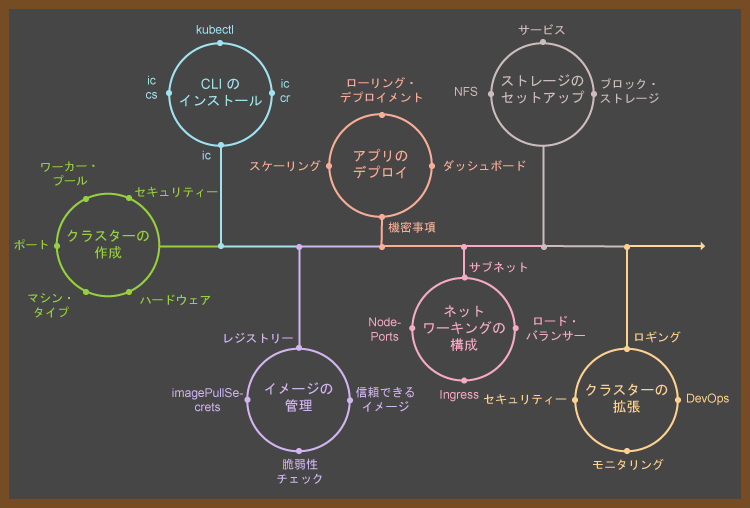 kubectl
ic
cs
CLI の
インストール
ic
cr
ic
ローリング・
デプロイメント
スケーリング
アプリの
デプロイ
ダッシュボード
機密事項
サービス
NFS
ストレージの
セットアップ
ブロック・
ストレージ
ワーカー・
プール
セキュリティー
ポート
クラスターの
作成
マシン・
タイプ
ハードウェア
レジストリー
imagePullSe-
crets
イメージの
管理
信頼できる
イメージ
脆弱性
チェック
サブネット
Node-
Ports
ネット
ワーキングの
構成
ロード・
バランサー
Ingress
ロギング
セキュリティー
クラスターの
拡張
DevOps
モニタリング